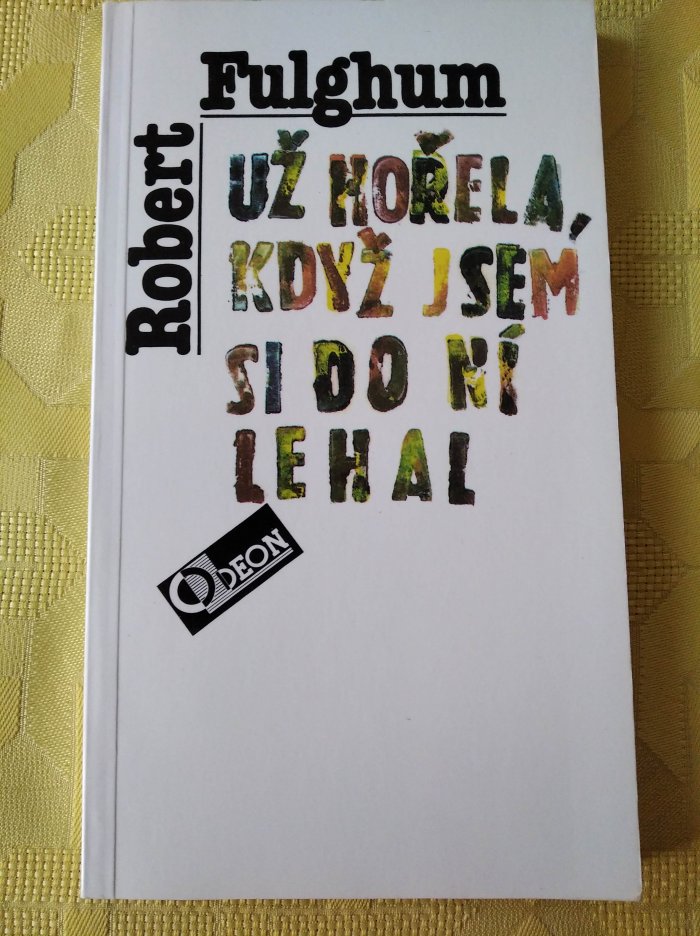 Robert
Fulghum
UŽ HOŘELA,
KDYŽ JSEM
SI DO NÍ
LEHAL
ODEON